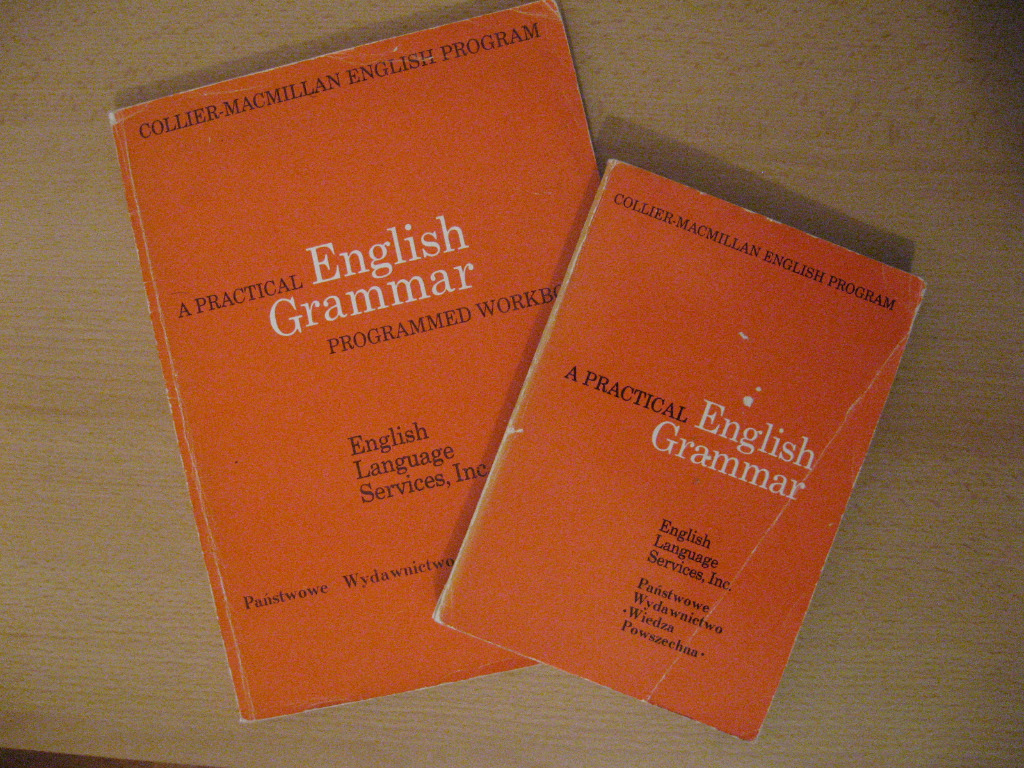 COLLIER-MACMILLAN ENGLISH PROGRAM
A PRACTICAL English
Grammar
PROGRAMMED WORKBO
English
Language
Services, Inc
Państwowe Wydawnictwo
COLLIER-MACMILLAN ENGLISH PROGRAM
A PRACTICAL English
Grammar
English
Language
Services, Inc.
Państwowe
Wydawnictwo
•Wiedza
Powszechna•